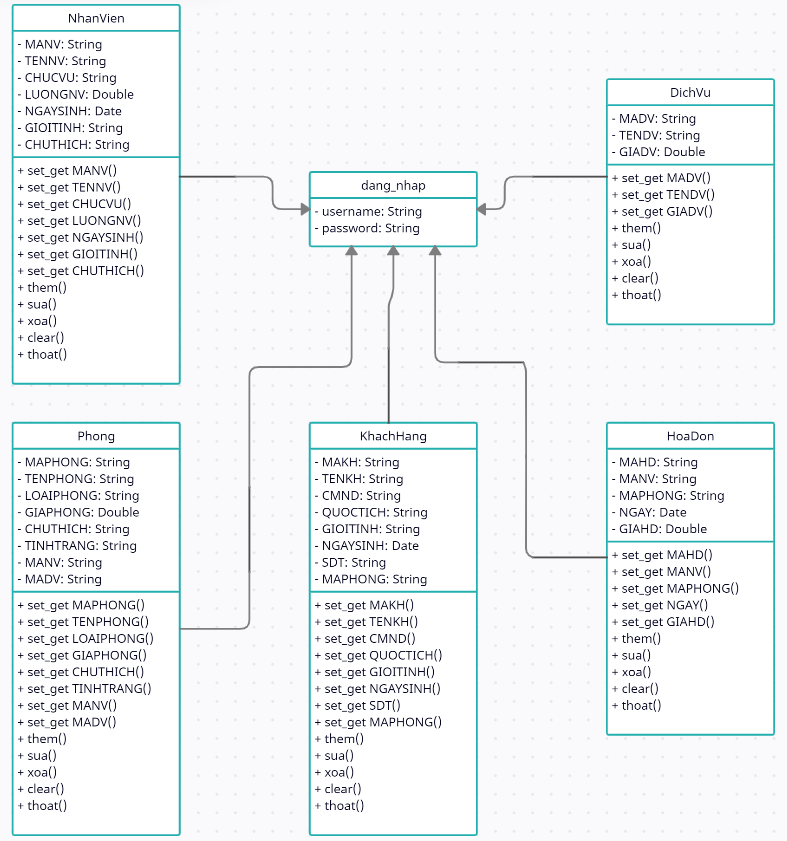 NhanVien
- MANV: String
- TENNV: String
- CHUCVU: String
- LUONGNV: Double
- NGAYSINH: Date
- GIOITINH: String
- CHUTHICH: String
+ set_get MANV()
+ set_get TENNV()
+ set_get CHUCVU()
+ set_get LUONGNV()
+ set_get NGAYSINH()
+ set_get GIOITINH()
+ set_get CHUTHICH()
+ them()
+ sua()
+ xoa()
+ clear()
+ thoat()
dang_nhap
- username: String
- password: String
DichVu
- MADV: String
- TENDV: String
- GIADV: Double
+ set_get MADV()
+ set_get TENDV()
+ set_get GIADV()
+ them()
+ sua()
+ xoa()
+ clear()
+ thoat()
Phong
- MAPHONG: String
- TENPHONG: String
- LOAIPHONG: String
- GIAPHONG: Double
- CHUTHICH: String
- TINHTRANG: String
- MANV: String
- MADV: String
+ set_get MAPHONG()
+ set_get TENPHONG()
+ set_get LOAIPHONG()
+ set_get GIAPHONG()
+ set_get CHUTHICH()
+ set_get TINHTRANG()
+ set_get MANV()
+ set_get MADV()
+ them()
+ sua()
+ xoa()
+ clear()
+ thoat()
KhachHang
- MAKH: String
- TENKH: String
- CMND: String
- QUOCTICH: String
- GIOITINH: String
- NGAYSINH: Date
- SDT: String
- MAPHONG: String
+ set_get MAKH()
+ set_get TENKH()
+ set_get CMND()
+ set_get QUOCTICH()
+ set_get GIOITINH()
+ set_get NGAYSINH()
+ set_get SDT()
+ set_get MAPHONG()
+ them()
+ sua()
+ xoa()
+ clear()
+ thoat()
HoaDon
- MAHD: String
- MANV: String
- MAPHONG: String
- NGAY: Date
- GIAHD: Double
+ set_get MAHD()
+ set_get MANV()
+ set_get MAPHONG()
+ set_get NGAY()
+ set_get GIAHD()
+ them()
+ sua()
+ xoa()
+ clear()
+ thoat()